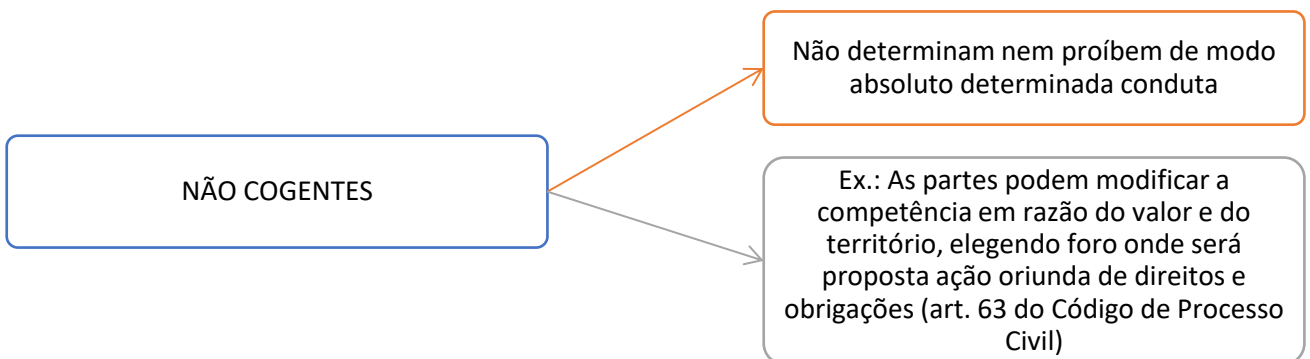 Não determinam nem proíbem de modo
absoluto determinada conduta
NÃO COGENTES
Ex.: As partes podem modificar a
competência em razão do valor e do
território, elegendo foro onde será
proposta ação oriunda de direitos e
obrigações (art. 63 do Código de Processo
Civil)